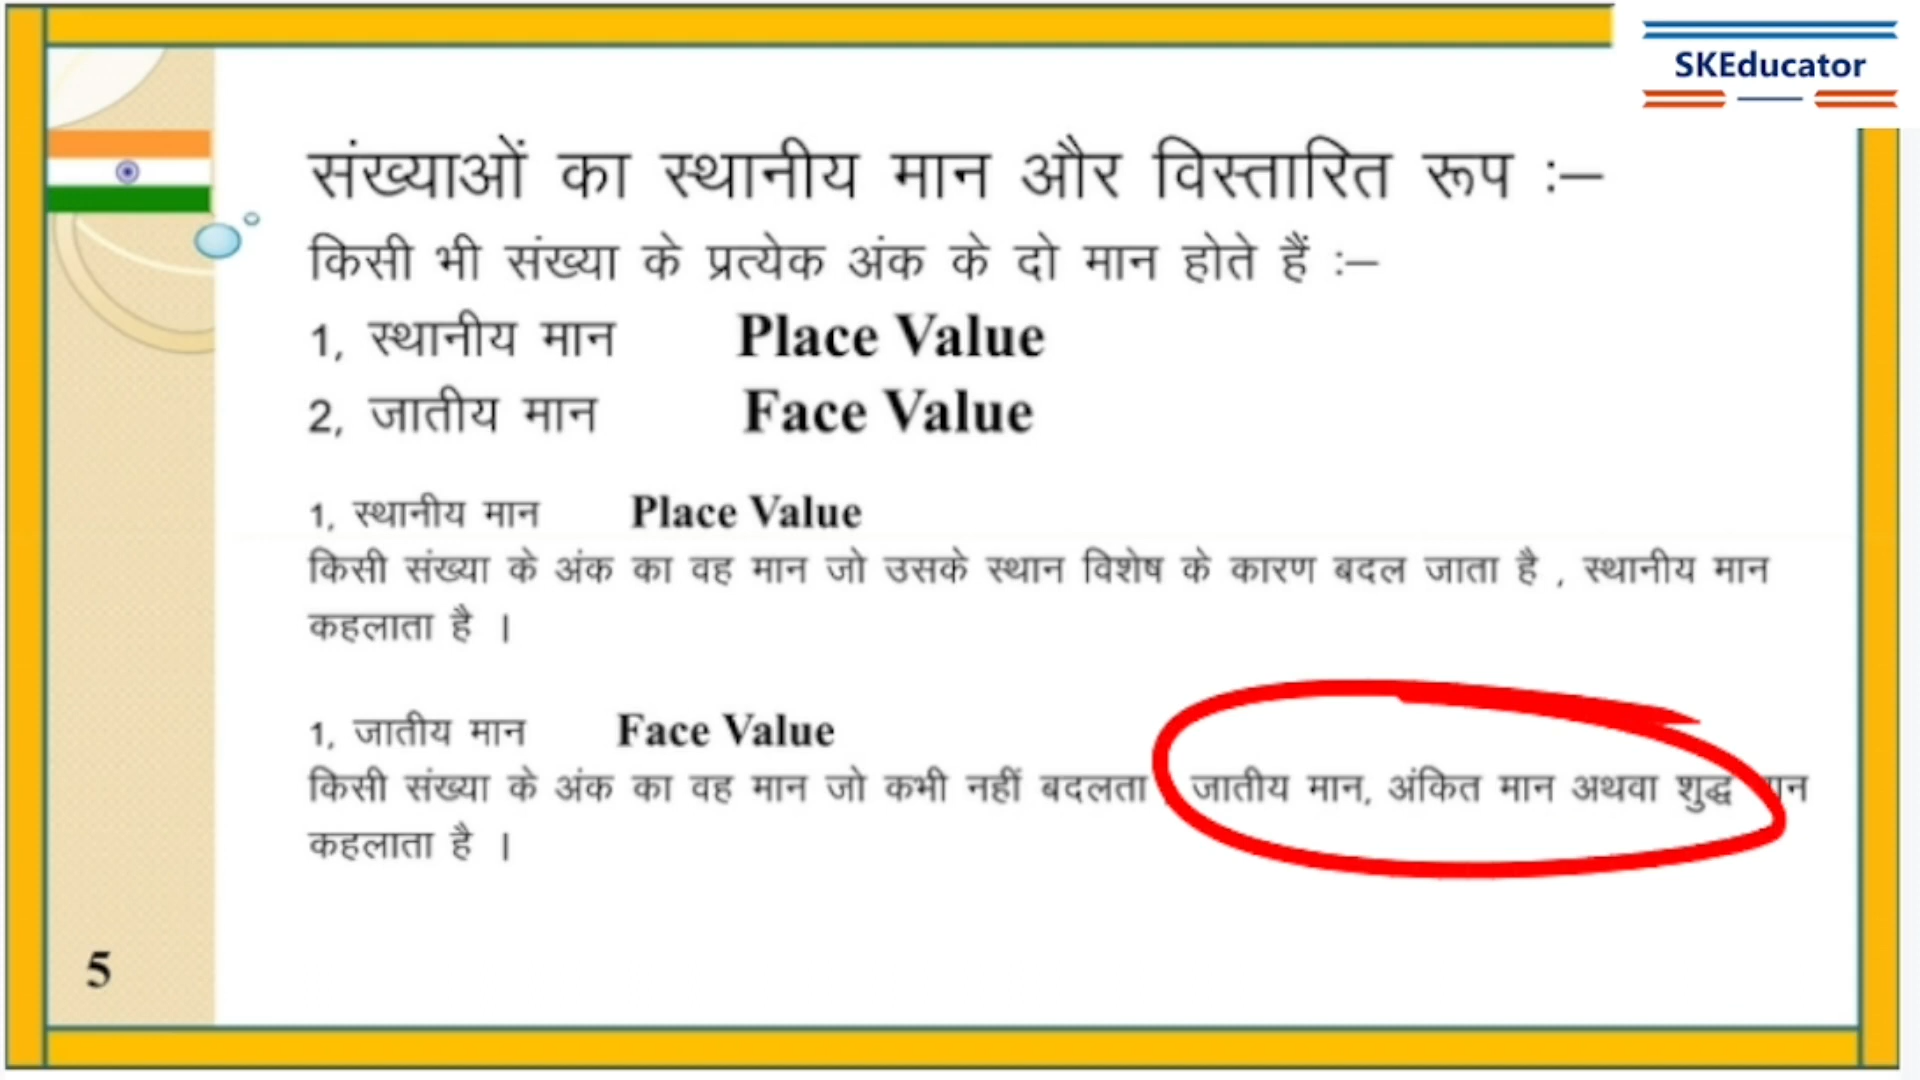 SKEducator
संख्याओं का स्थानीय मान और विस्तारित रूप :–
किसी भी संख्या के प्रत्येक अंक के दो मान होते हैं :–
1, स्थानीय मान Place Value
2, जातीय मान Face Value
1, स्थानीय मान Place Value
किसी संख्या के अंक का वह मान जो उसके स्थान विशेष के कारण बदल जाता है , स्थानीय मान
कहलाता है ।
1, जातीय मान Face Value
किसी संख्या के अंक का वह मान जो कभी नहीं बदलता जातीय मान, अंकित मान अथवा शुद्ध
कहलाता है ।
5